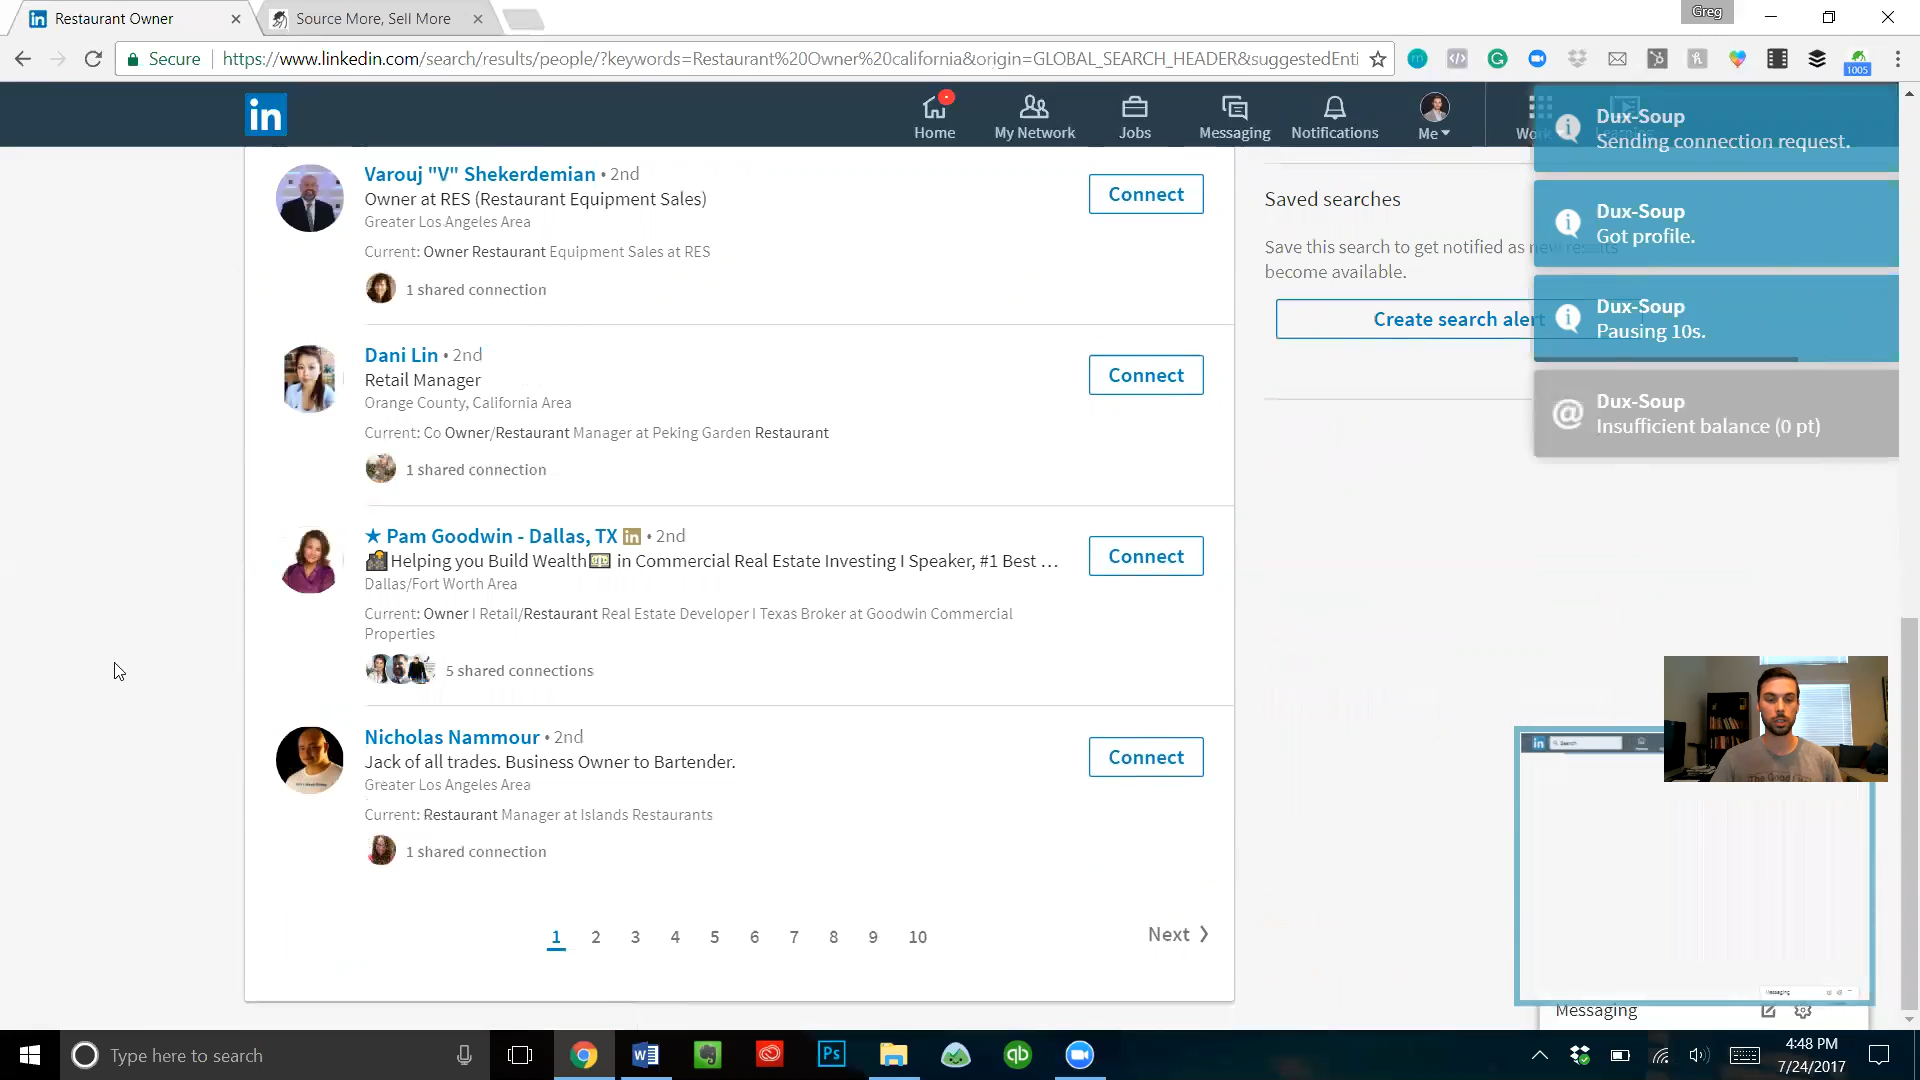 Restaurant Owner
Source More, Sell More
Greg
Secure
https://www.linkedin.com/search/results/people/?keywords=Restaurant%20Owner%20california&origin=GLOBAL_SEARCH_HEADER&suggestedEnti
1005
in
Home
My Network
Jobs
Messaging
Notifications
Me
Varouj "V" Shekerdemian • 2nd
Owner at RES (Restaurant Equipment Sales)
Greater Los Angeles Area
Current: Owner Restaurant Equipment Sales at RES
1 shared connection
Connect
Dani Lin • 2nd
Retail Manager
Orange County, California Area
Current: Co Owner/Restaurant Manager at Peking Garden Restaurant
1 shared connection
Connect
★ Pam Goodwin - Dallas, TX in • 2nd
Helping you Build Wealth in Commercial Real Estate Investing I Speaker, #1 Best ...
Dallas/Fort Worth Area
Current: Owner I Retail/Restaurant Real Estate Developer I Texas Broker at Goodwin Commercial
Properties
5 shared connections
Connect
Nicholas Nammour • 2nd
Jack of all trades. Business Owner to Bartender.
Greater Los Angeles Area
Current: Restaurant Manager at Islands Restaurants
1 shared connection
Connect
1 2 3 4 5 6 7 8 9 10
Next
Saved searches
Save this search to get notified as new results
become available.
Create search alert
Dux-Soup
Sending connection request.
Dux-Soup
Got profile.
Dux-Soup
Pausing 10s.
@
Dux-Soup
Insufficient balance (0 pt)
in Search
Messaging
Messaging
Type here to search
Ps
qb
4:48 PM
7/24/2017